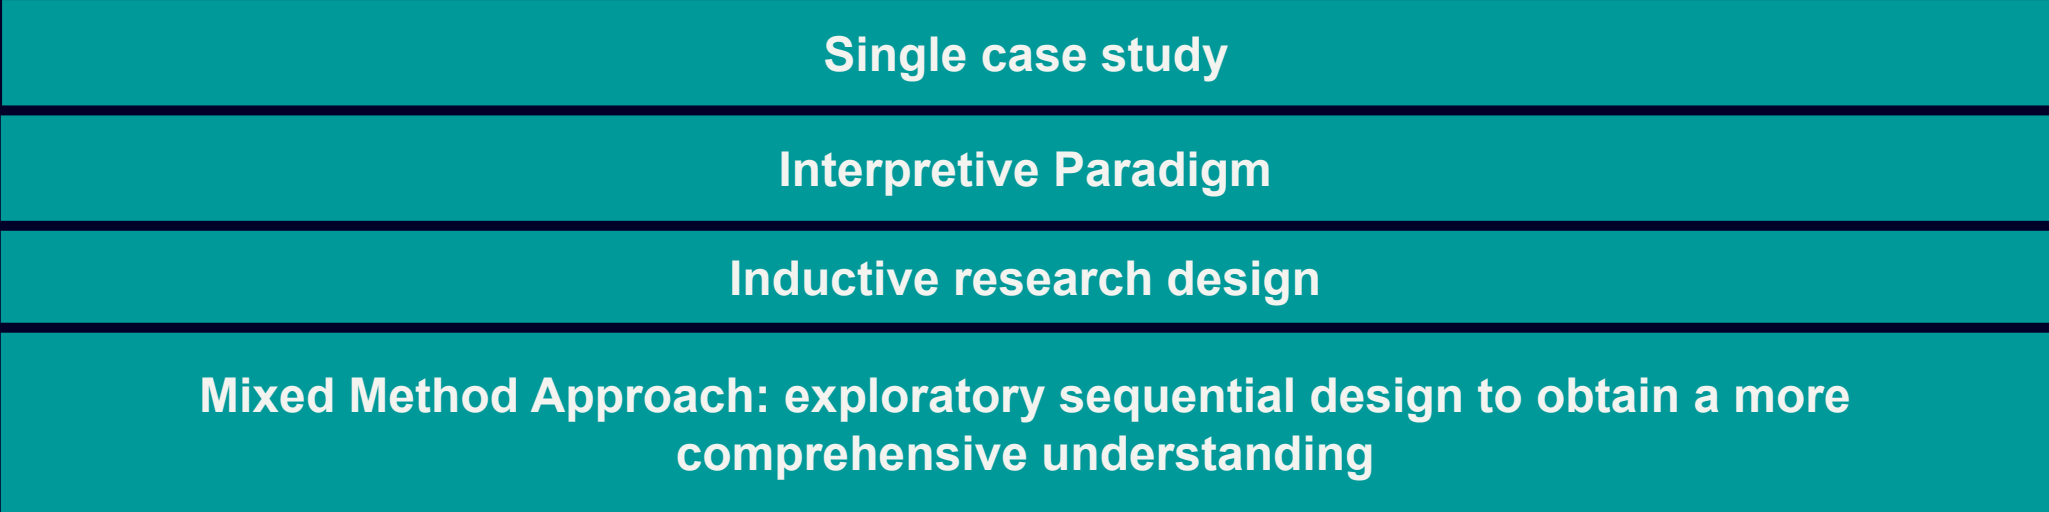 Single case study
Interpretive Paradigm
Inductive research design
Mixed Method Approach: exploratory sequential design to obtain a more
comprehensive understanding